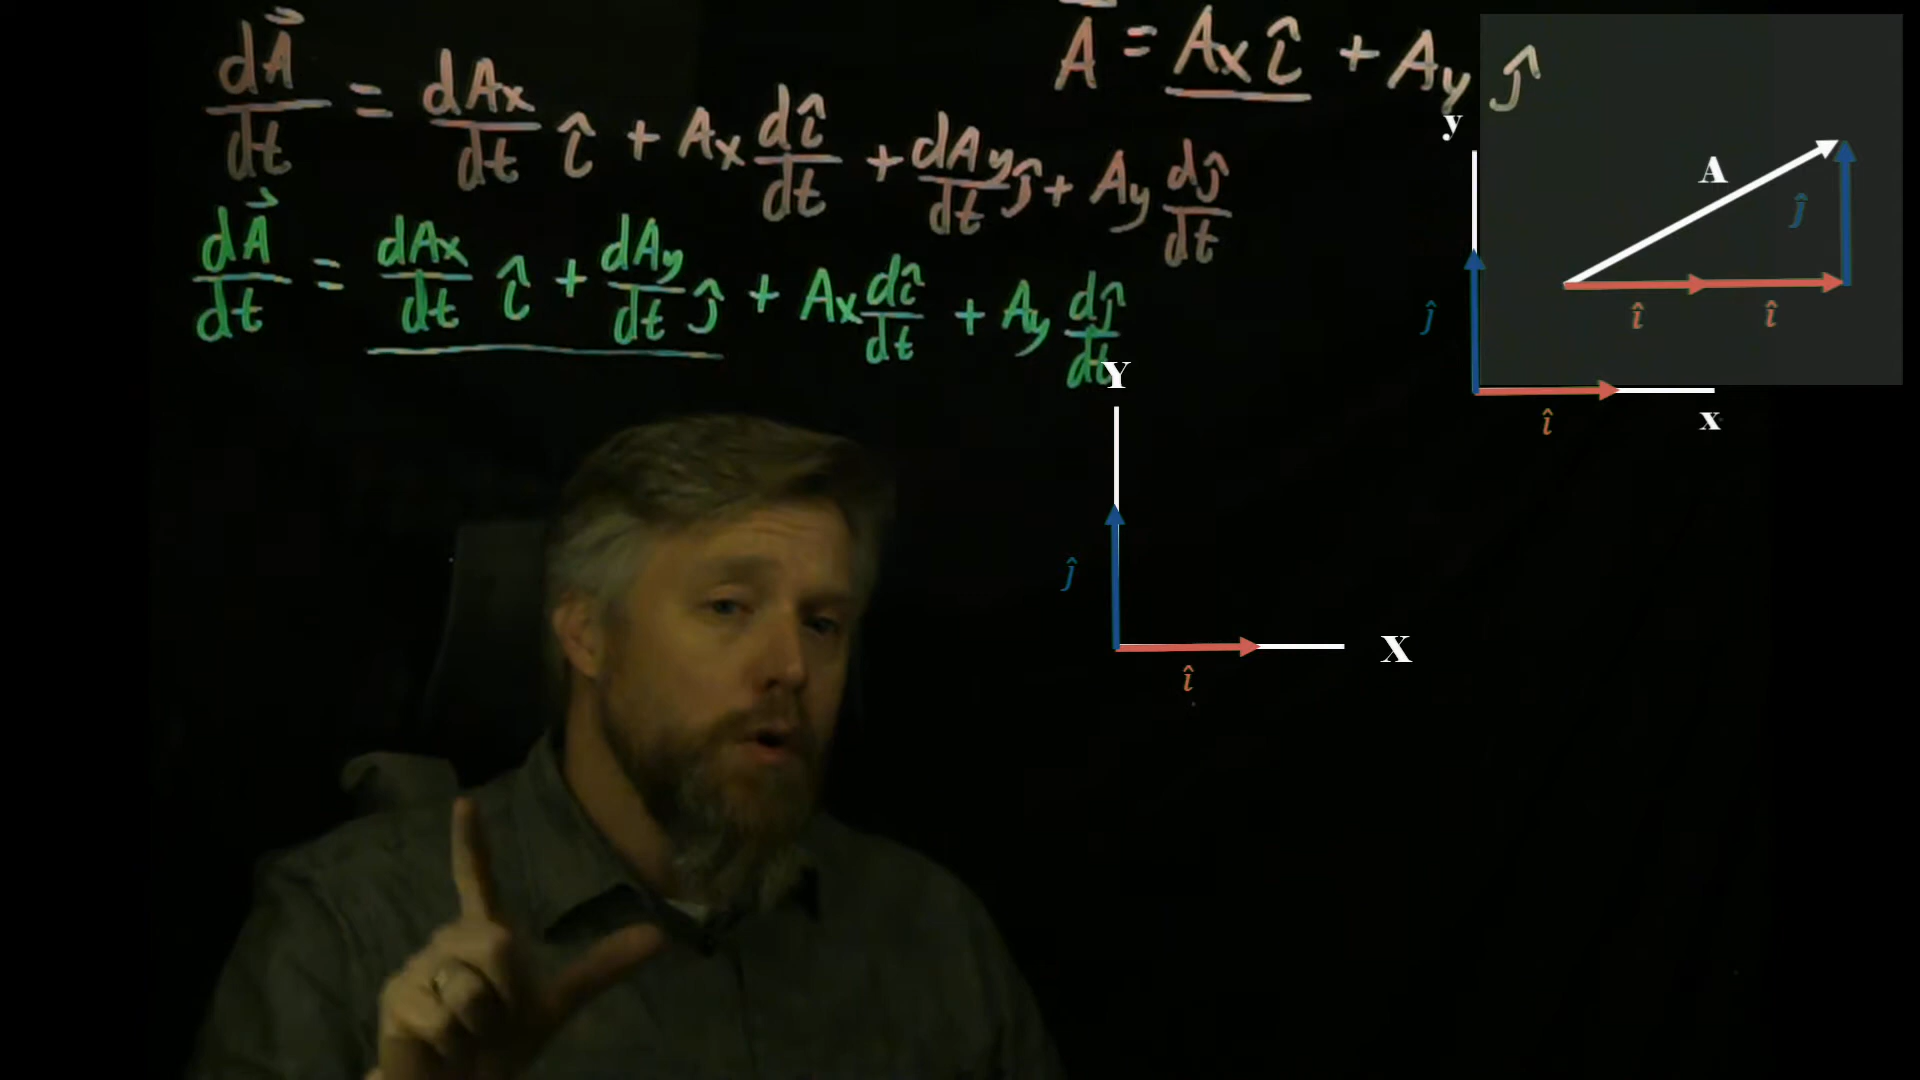 dA⃗/dt = dAx/dt î + Ax dî/dt + dAy/dt ĵ + Ay dĵ/dt
A⃗ = Ax î + Ay ĵ
dA⃗/dt = dAx/dt î + dAy/dt ĵ + Ax dî/dt + Ay dĵ/dt
y
A
ĵ
ĵ
î î
î
x
Y
ĵ
X
î